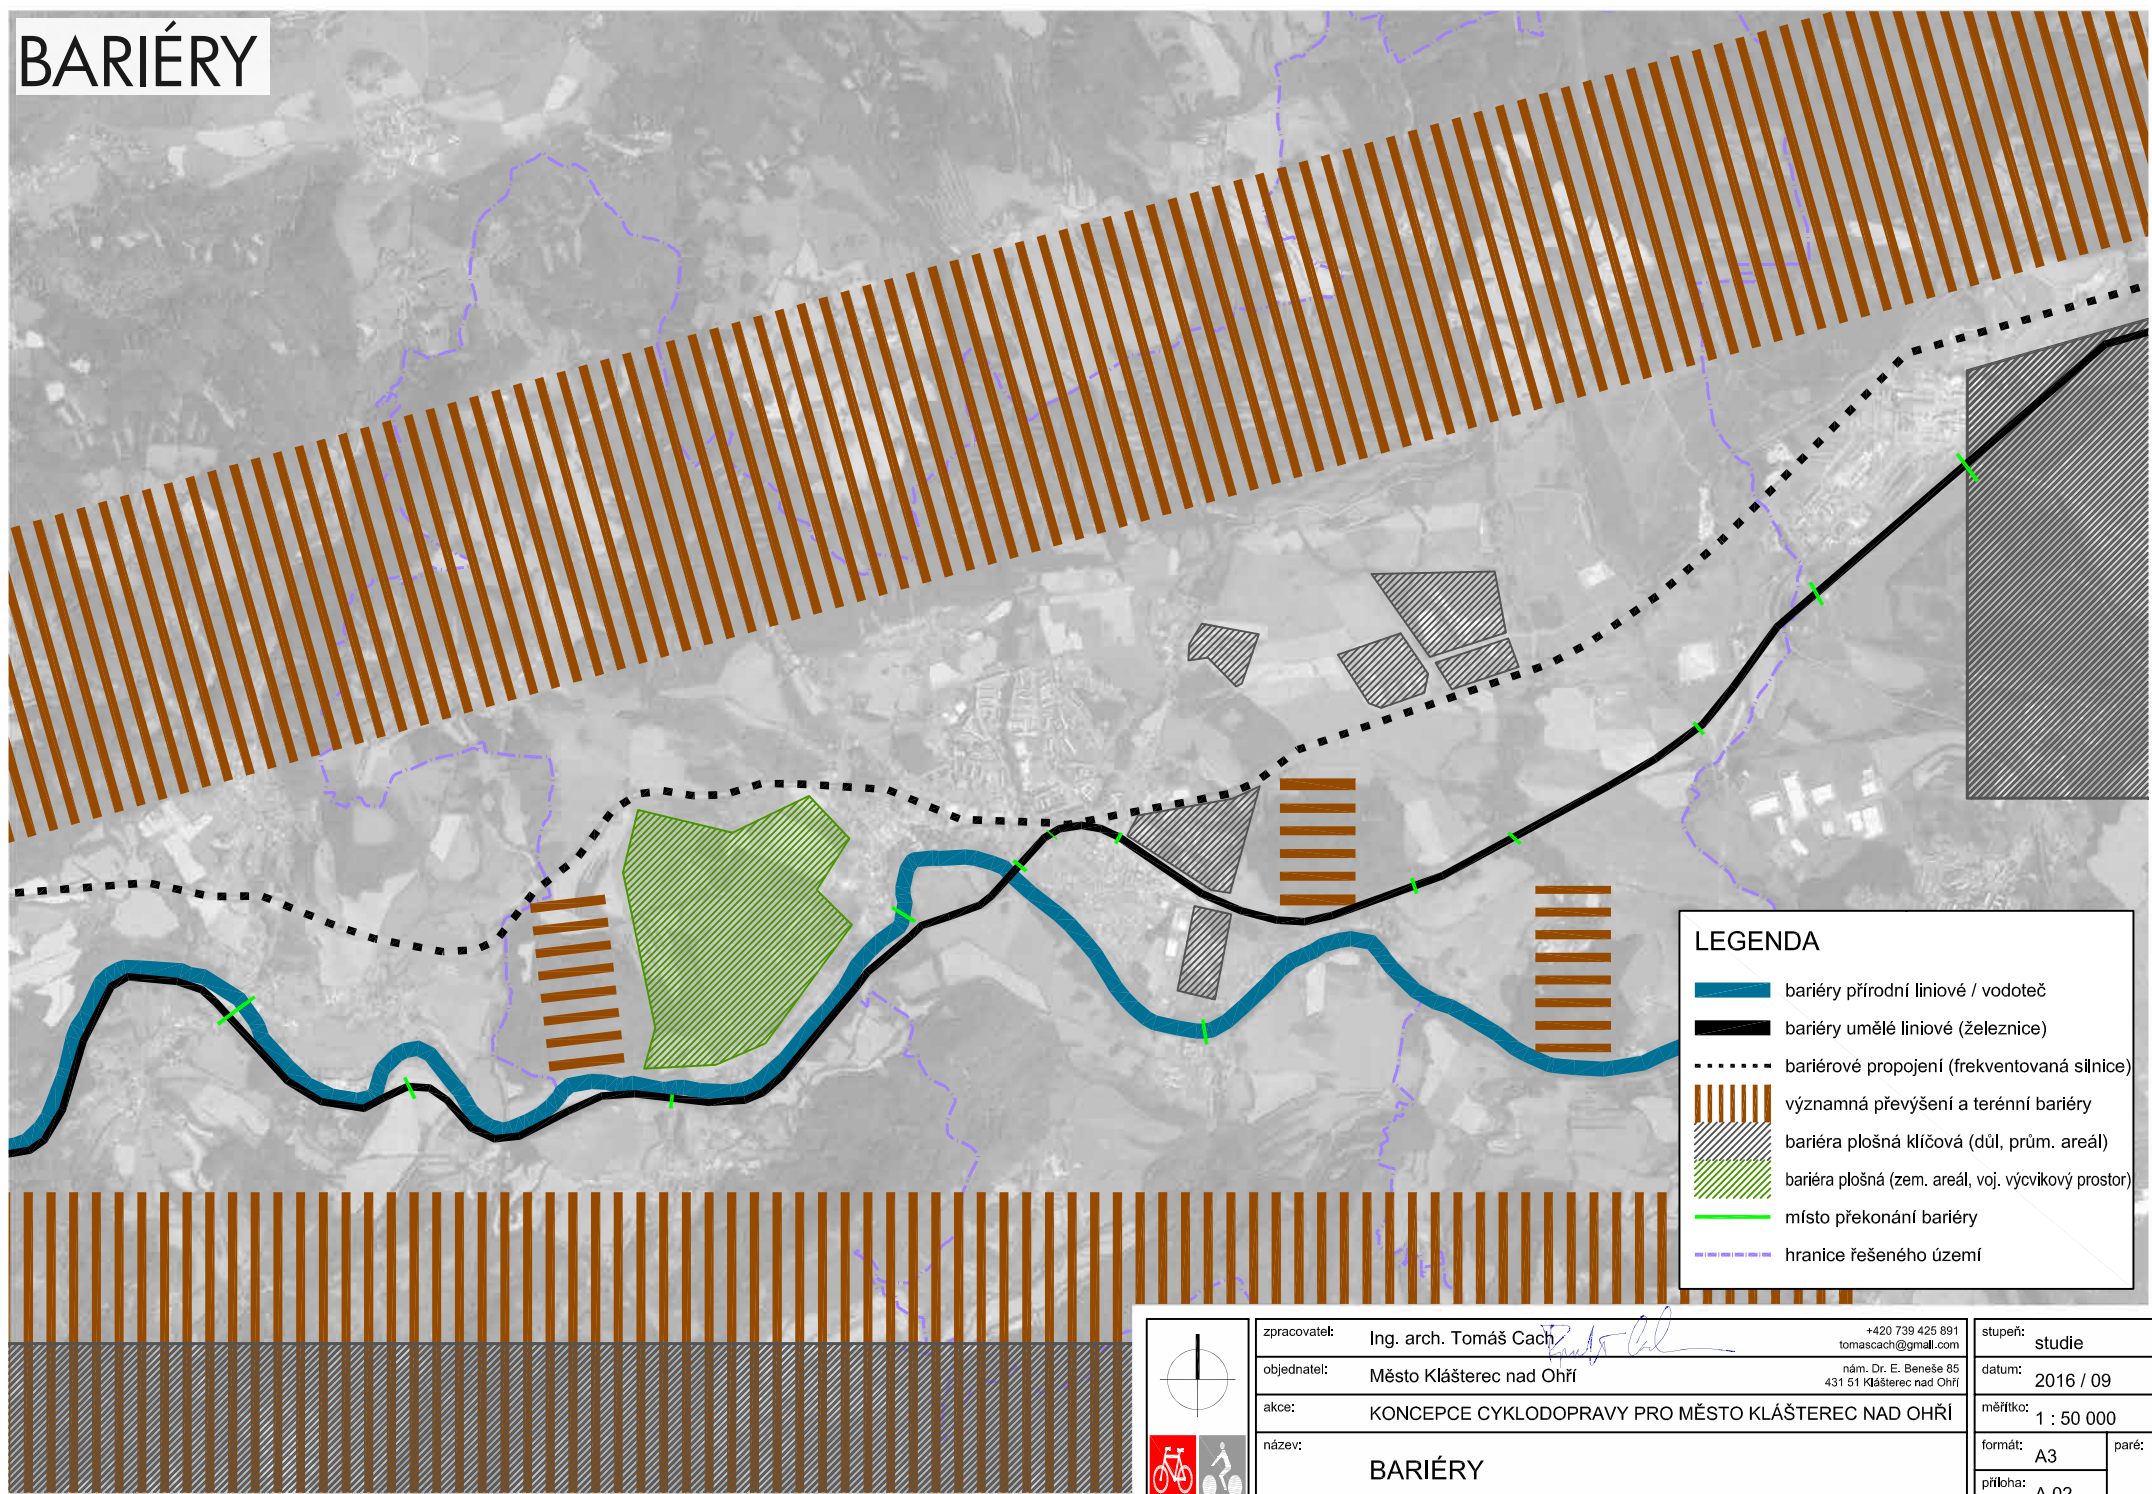 BARIÉRY
LEGENDA
bariéry přírodní liniové / vodoteč
bariéry umělé liniové (železnice)
bariérové propojení (frekventovaná silnice)
významná převýšení a terénní bariéry
bariéra plošná klíčová (důl, prům. areál)
bariéra plošná (zem. areál, voj. výcvikový prostor)
místo překonání bariéry
hranice řešeného území
zpracovatel: Ing. arch. Tomáš Cach +420 739 425 891
tomascach@gmail.com
objednatel: Město Klášterec nad Ohří nám. Dr. E. Beneše 85
431 51 Klášterec nad Ohří
akce: KONCEPCE CYKLODOPRAVY PRO MĚSTO KLÁŠTEREC NAD OHŘÍ
název: BARIÉRY
stupeň: studie
datum: 2016 / 09
měřítko: 1 : 50 000
formát: A3 paré:
příloha: A.02